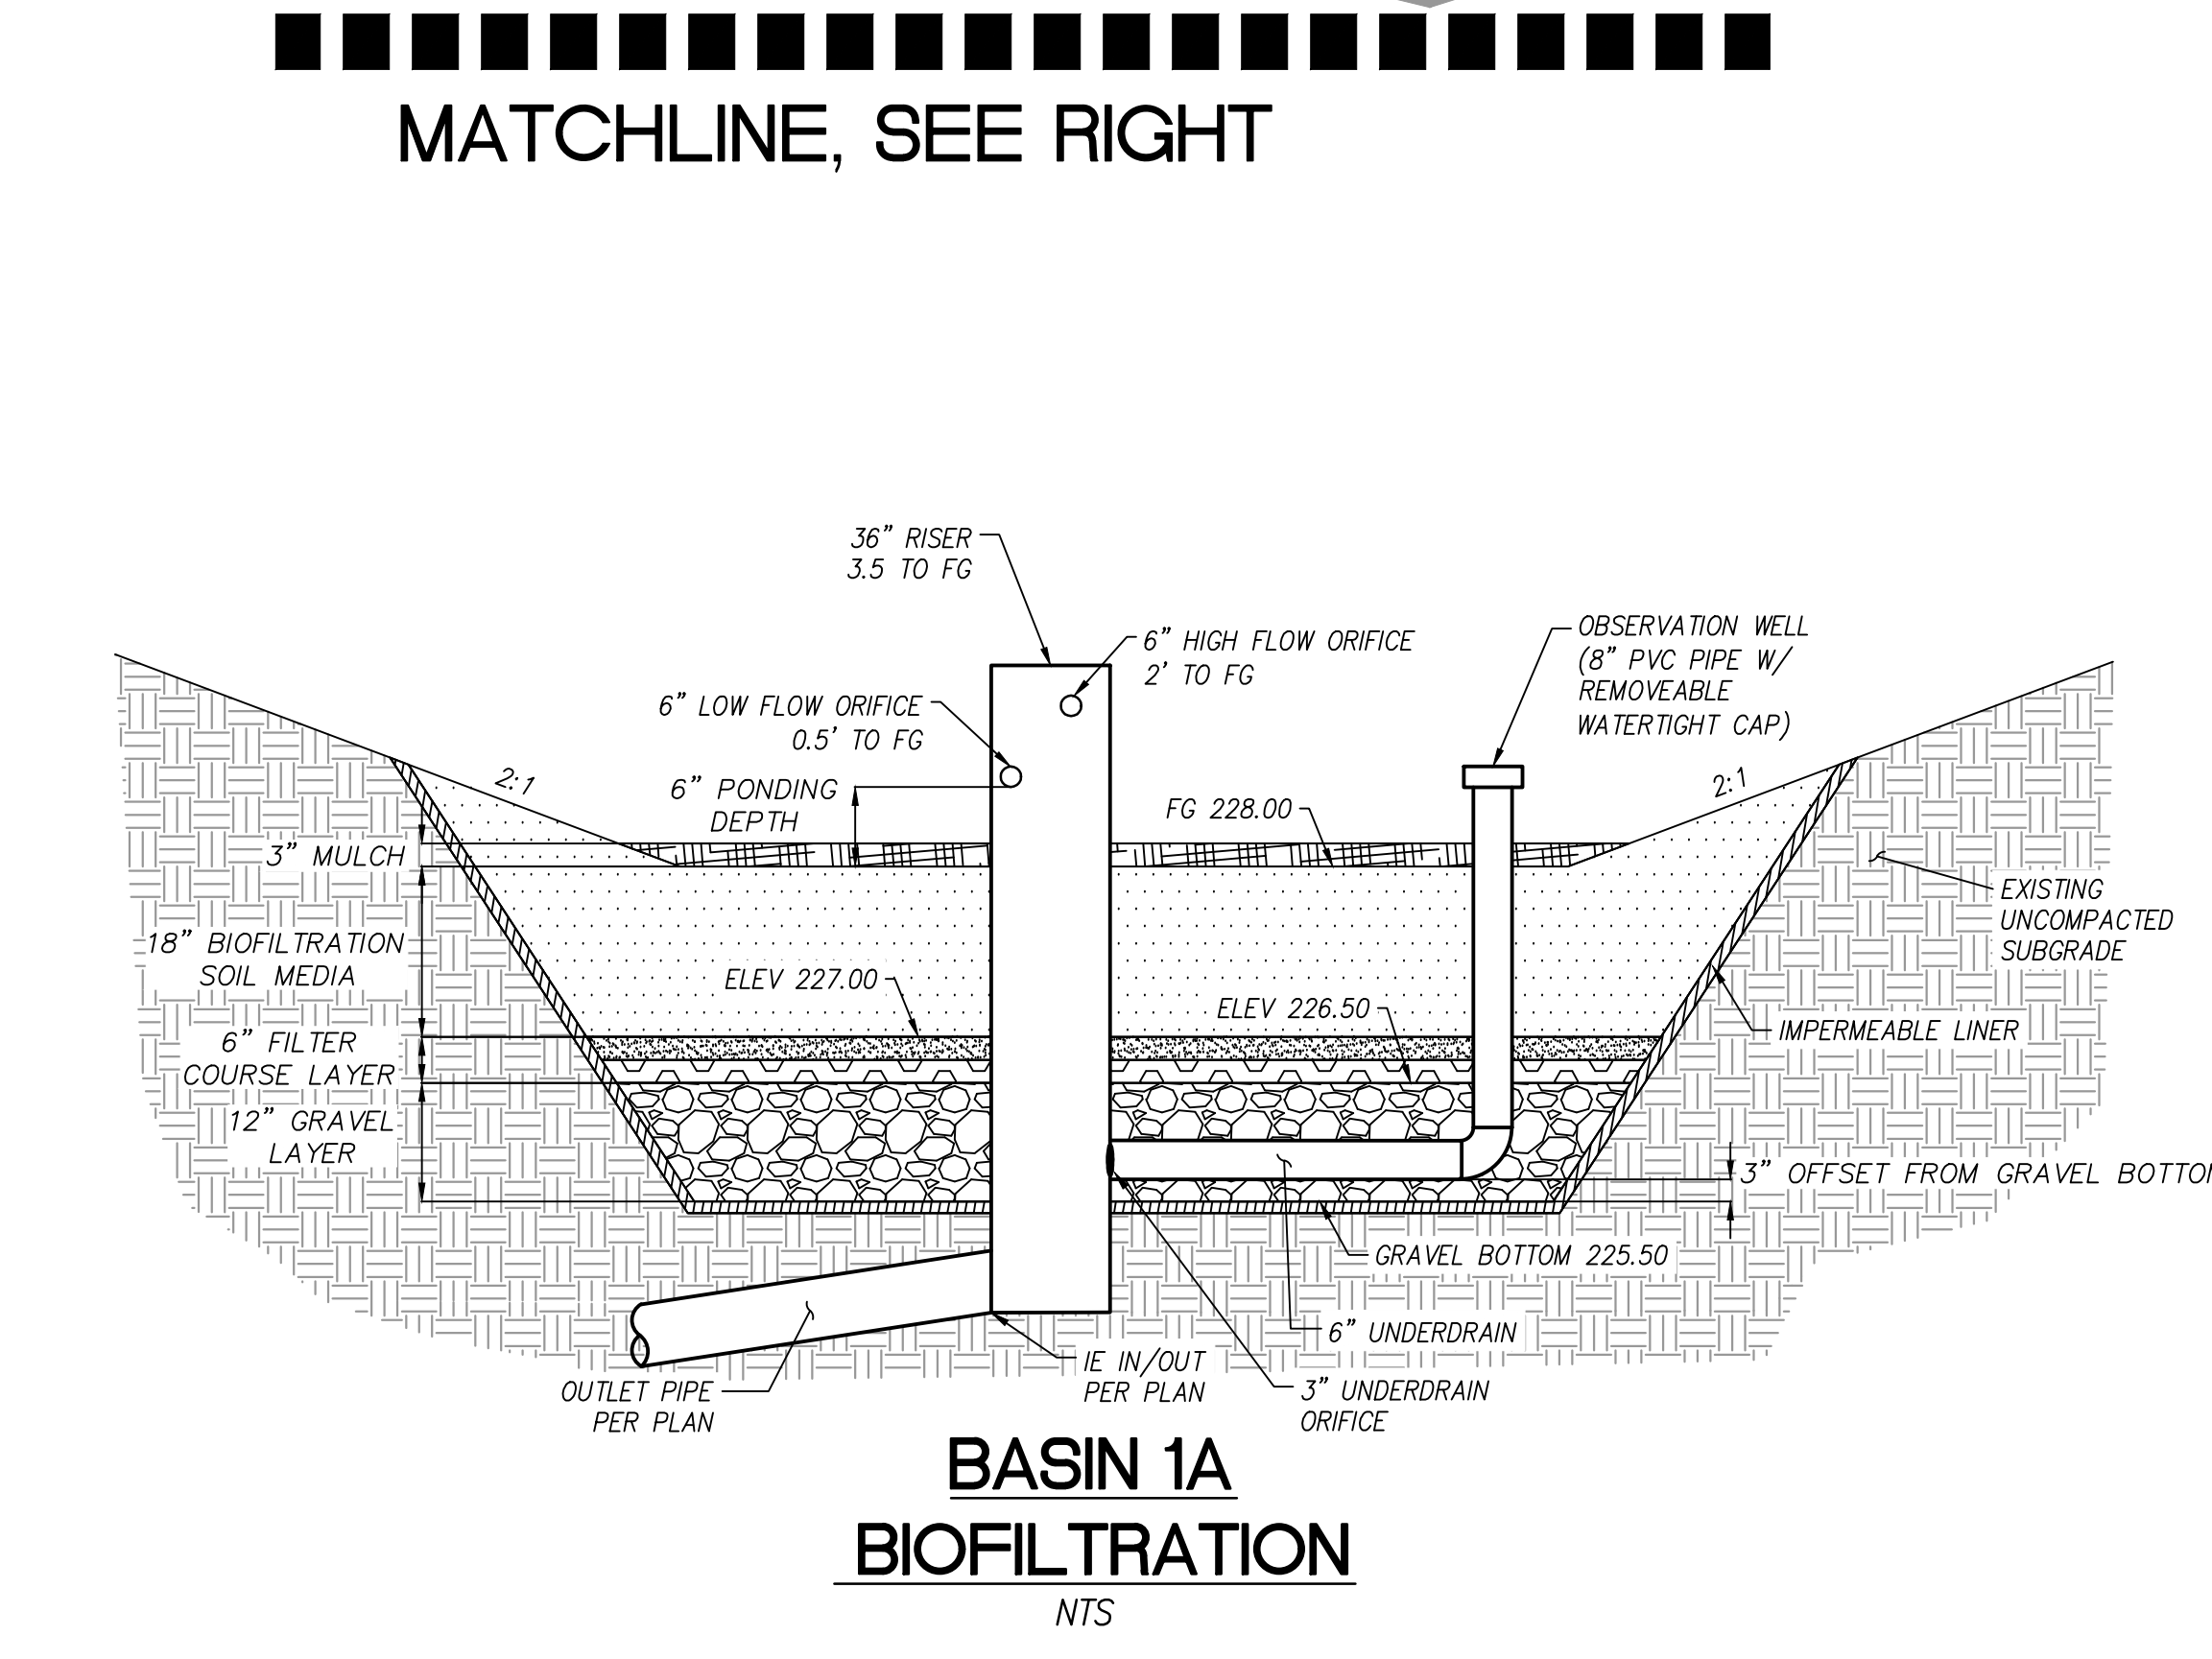 MATCHLINE, SEE RIGHT
36" RISER
3.5 TO FG
6" HIGH FLOW ORIFICE
2' TO FG
OBSERVATION WELL
(8" PVC PIPE W/
REMOVEABLE
WATERTIGHT CAP)
6" LOW FLOW ORIFICE
0.5' TO FG
2:1
6" PONDING
DEPTH
FG 228.00
2:1
3" MULCH
EXISTING
UNCOMPACTED
SUBGRADE
18" BIOFILTRATION
SOIL MEDIA
ELEV 227.00
ELEV 226.50
IMPERMEABLE LINER
6" FILTER
COURSE LAYER
12" GRAVEL
LAYER
3" OFFSET FROM GRAVEL BOTTO
GRAVEL BOTTOM 225.50
6" UNDERDRAIN
IE IN/OUT
PER PLAN
3" UNDERDRAIN
ORIFICE
OUTLET PIPE
PER PLAN
BASIN 1A
BIOFILTRATION
NTS